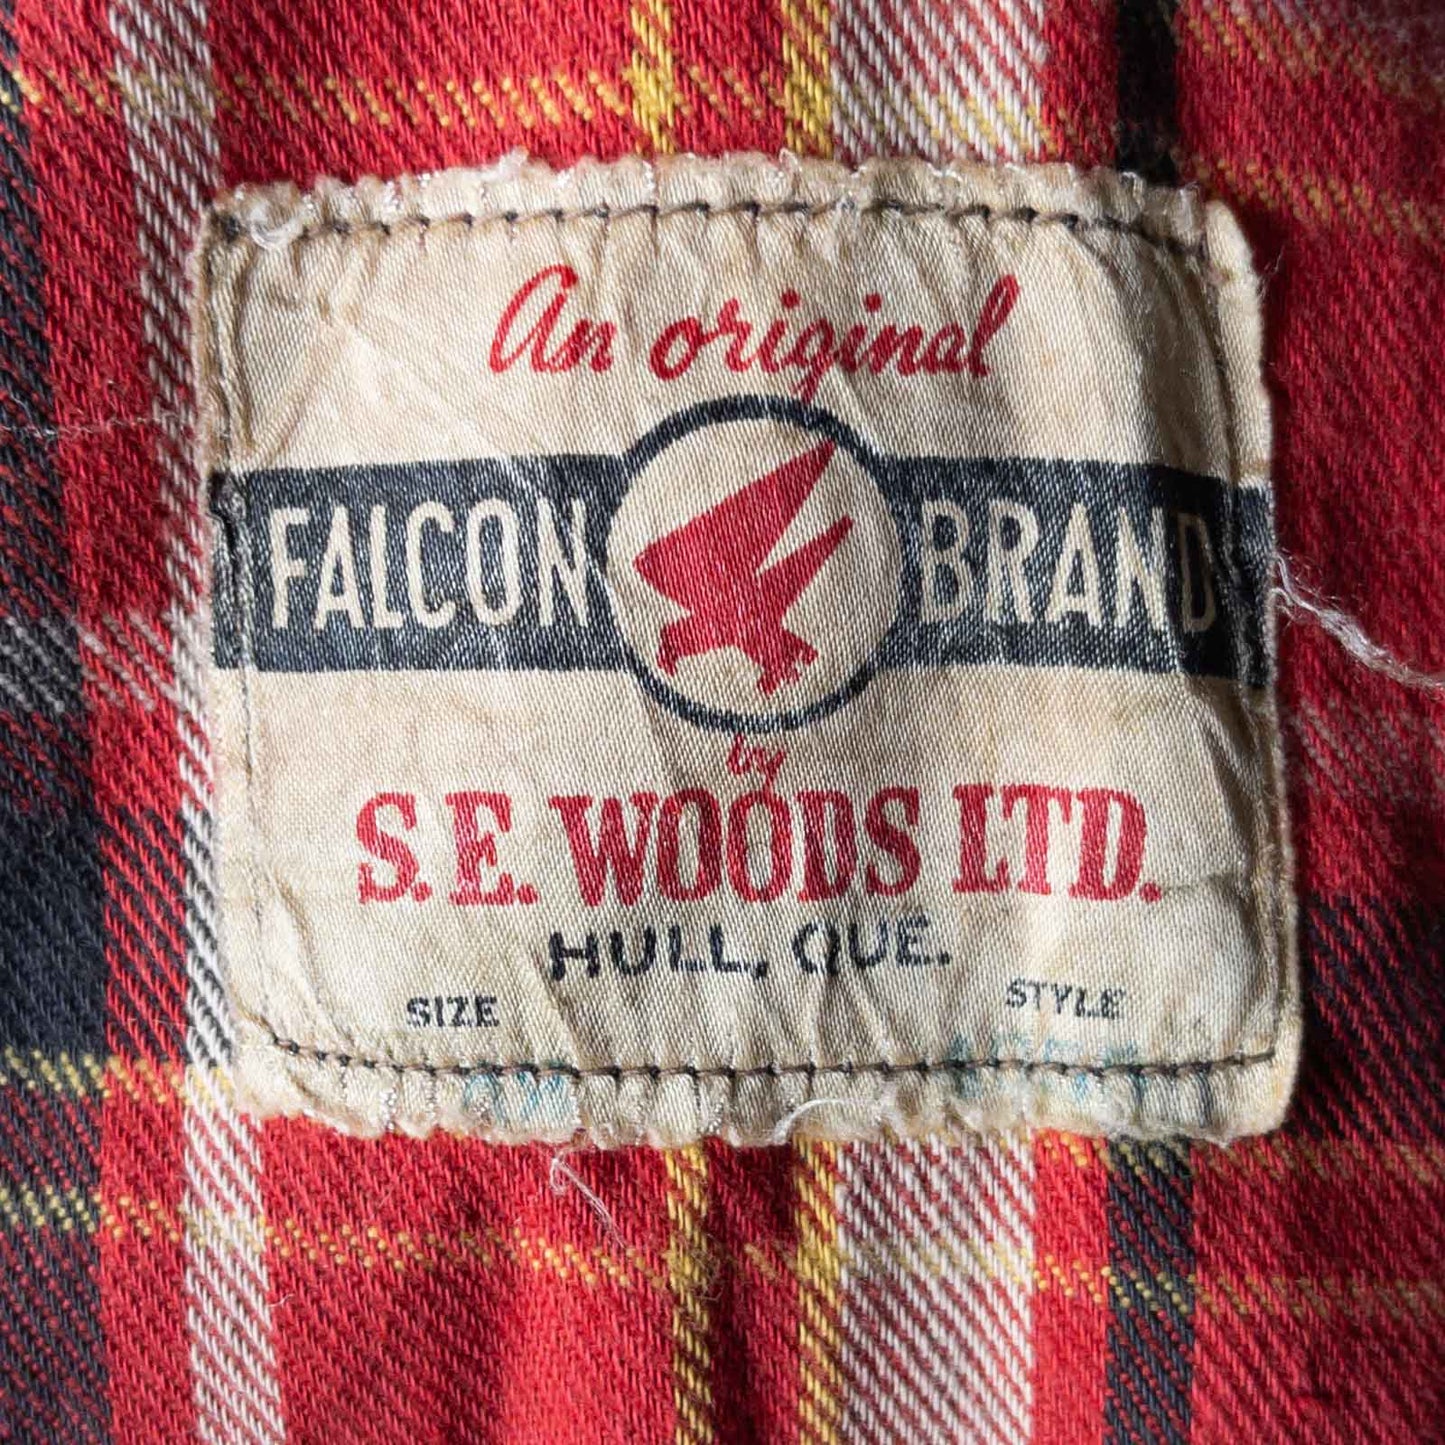 An original
FALCON BRAND
by
S.E. WOODS LTD.
HULL, QUE.
SIZE STYLE